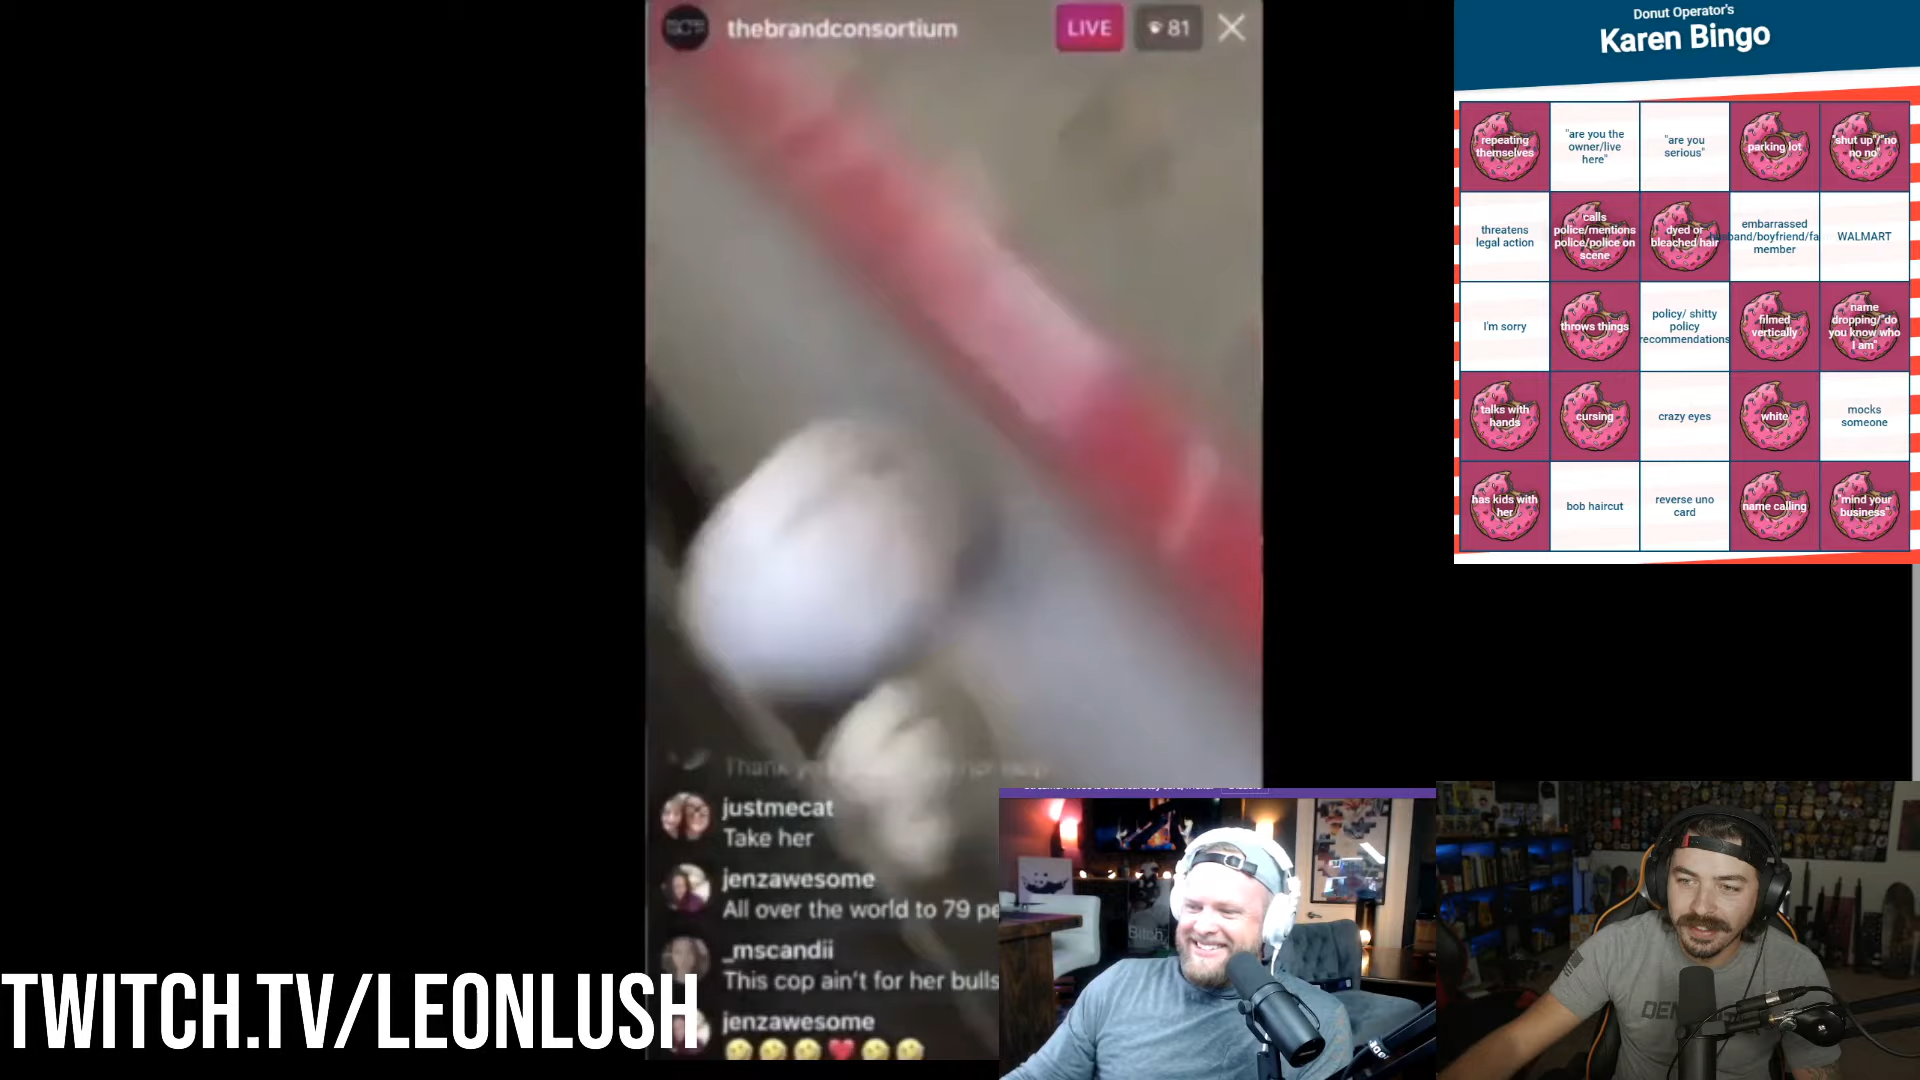 thebrandconsortium
LIVE
81
justmecat
Take her
jenzawesome
All over the world to 79 pe
_mscandii
This cop ain't for her bulls
jenzawesome
TWITCH.TV/LEONLUSH
Bitch
Donut Operator's
Karen Bingo
repeating
themselves
"are you the
owner/live
here"
"are you
serious"
parking lot
"shut up"/"no
no no"
threatens
legal action
calls
police/mentions
police/police on
scene
dyed or
bleached hair
embarrassed
band/boyfriend/fa
member
WALMART
I'm sorry
throws things
policy/ shitty
policy
recommendations
filmed
vertically
name
dropping/"do
you know who
I am"
talks with
hands
cursing
crazy eyes
white
mocks
someone
has kids with
her
bob haircut
reverse uno
card
name calling
"mind your
business"